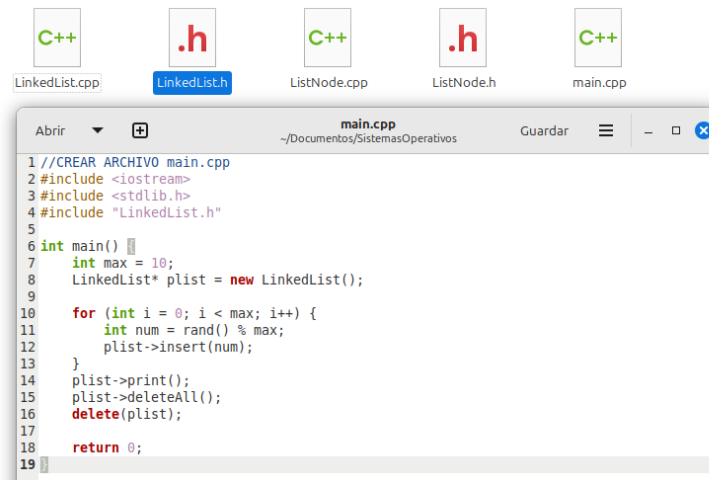 C++ .h C++ .h C++
LinkedList.cpp LinkedList.h ListNode.cpp ListNode.h main.cpp
Abrir main.cpp Guardar
~/Documentos/SistemasOperativos
1 //CREAR ARCHIVO main.cpp
2 #include <iostream>
3 #include <stdlib.h>
4 #include "LinkedList.h"
5
6 int main() {
7     int max = 10;
8     LinkedList* plist = new LinkedList();
9
10     for (int i = 0; i < max; i++) {
11         int num = rand() % max;
12         plist->insert(num);
13     }
14     plist->print();
15     plist->deleteAll();
16     delete(plist);
17
18     return 0;
19 }